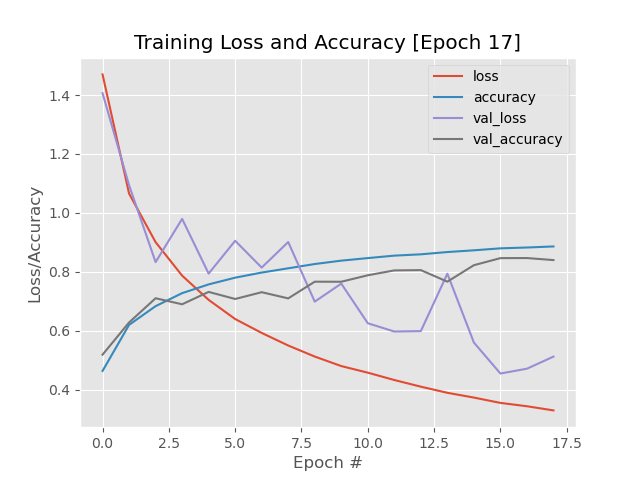 Training Loss and Accuracy [Epoch 17]
loss
accuracy
val_loss
val_accuracy
Loss/Accuracy
1.4
1.2
1.0
0.8
0.6
0.4
0.0 2.5 5.0 7.5 10.0 12.5 15.0 17.5
Epoch #